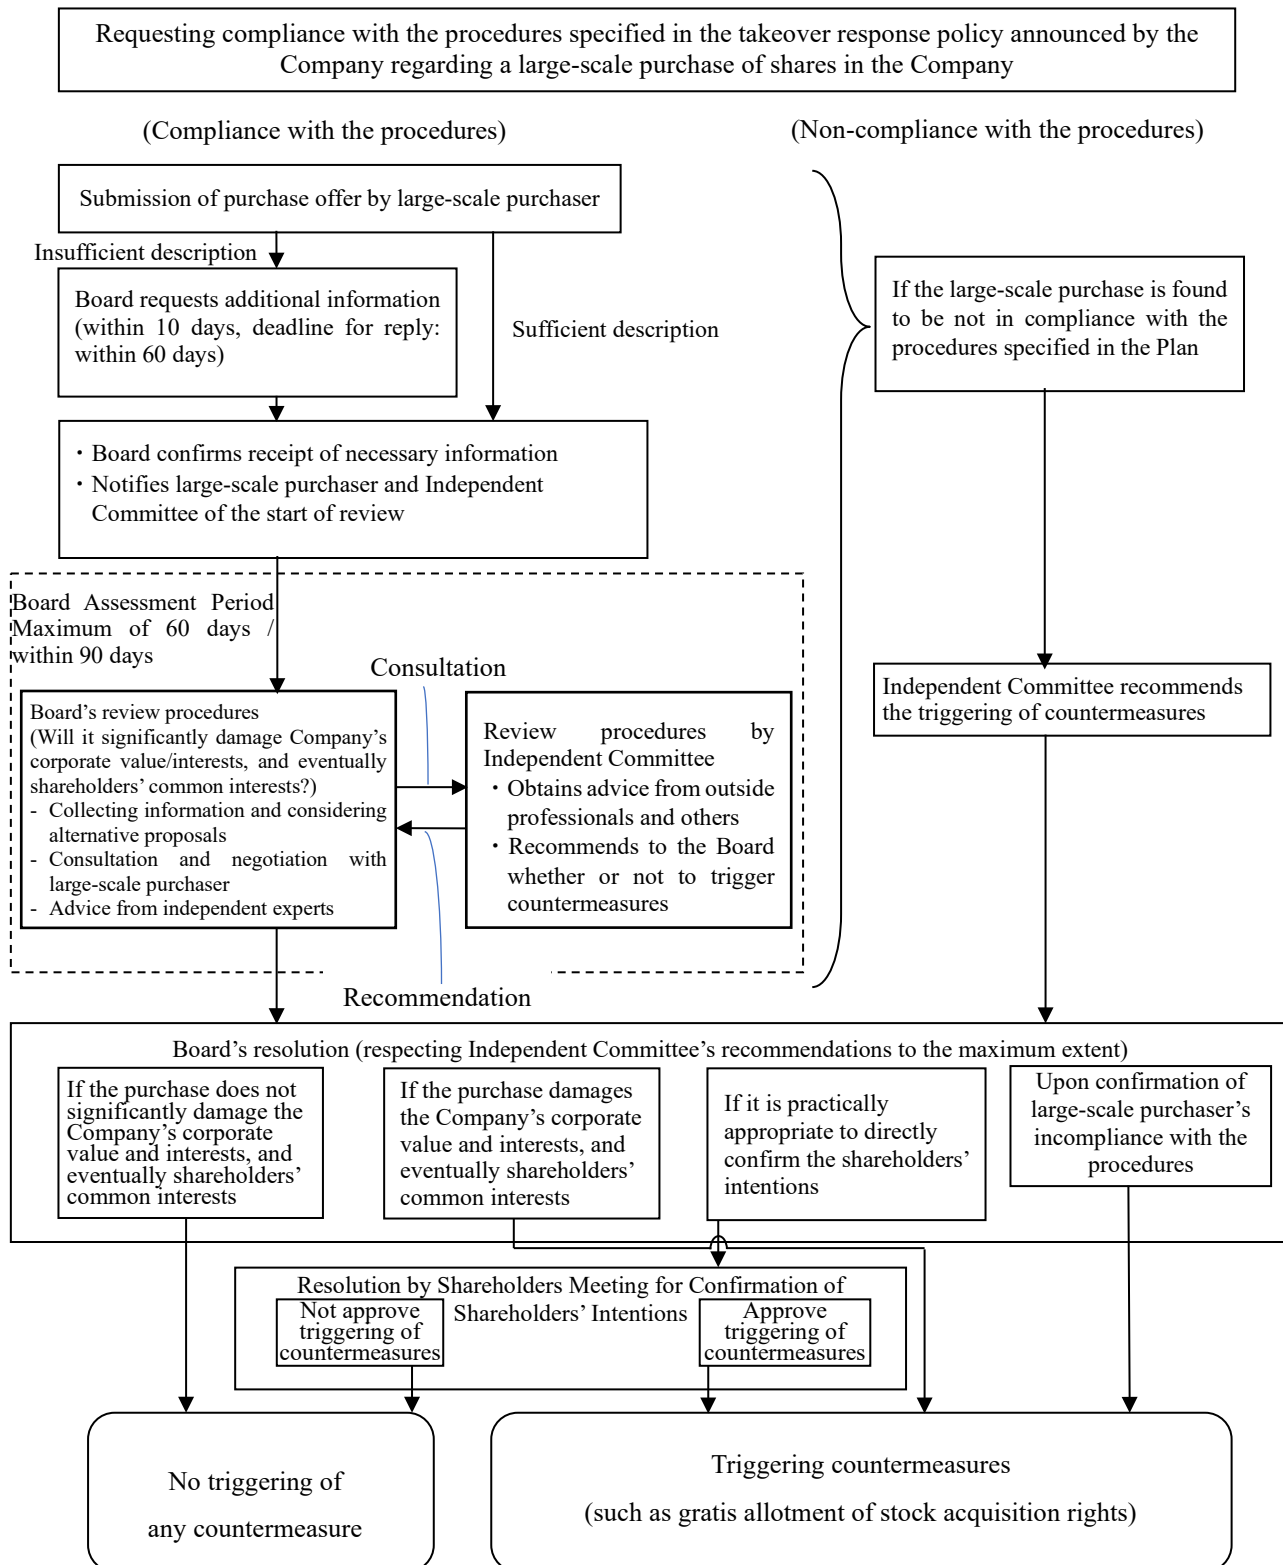 Requesting compliance with the procedures specified in the takeover response policy announced by the
Company regarding a large-scale purchase of shares in the Company
(Compliance with the procedures)
(Non-compliance with the procedures)
Submission of purchase offer by large-scale purchaser
Insufficient description
Board requests additional information
(within 10 days, deadline for reply:
within 60 days)
Sufficient description
If the large-scale purchase is found
to be not in compliance with the
procedures specified in the Plan
・Board confirms receipt of necessary information
・Notifies large-scale purchaser and Independent
Committee of the start of review
Board Assessment Period
Maximum of 60 days /
within 90 days
Consultation
Independent Committee recommends
the triggering of countermeasures
Board’s review procedures
(Will it significantly damage Company’s
corporate value/interests, and eventually
shareholders’ common interests?)
- Collecting information and considering
alternative proposals
- Consultation and negotiation with
large-scale purchaser
- Advice from independent experts
Review procedures by
Independent Committee
・Obtains advice from outside
professionals and others
・Recommends to the Board
whether or not to trigger
countermeasures
Recommendation
Board’s resolution (respecting Independent Committee’s recommendations to the maximum extent)
If the purchase does not
significantly damage the
Company’s corporate
value and interests, and
eventually shareholders’
common interests
If the purchase damages
the Company’s corporate
value and interests, and
eventually shareholders’
common interests
If it is practically
appropriate to directly
confirm the shareholders’
intentions
Upon confirmation of
large-scale purchaser’s
incompliance with the
procedures
Resolution by Shareholders Meeting for Confirmation of
Shareholders’ Intentions
Not approve
triggering of
countermeasures
Approve
triggering of
countermeasures
No triggering of
any countermeasure
Triggering countermeasures
(such as gratis allotment of stock acquisition rights)